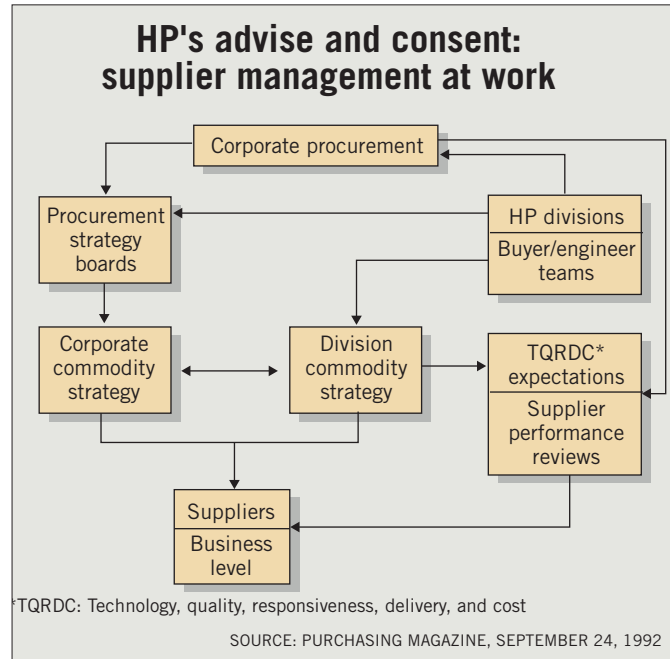 HP's advise and consent:
supplier management at work
Corporate procurement
Procurement
strategy
boards
HP divisions
Buyer/engineer
teams
Corporate
commodity
strategy
Division
commodity
strategy
TQRDC*
expectations
Supplier
performance
reviews
Suppliers
Business
level
*TQRDC: Technology, quality, responsiveness, delivery, and cost
SOURCE: PURCHASING MAGAZINE, SEPTEMBER 24, 1992